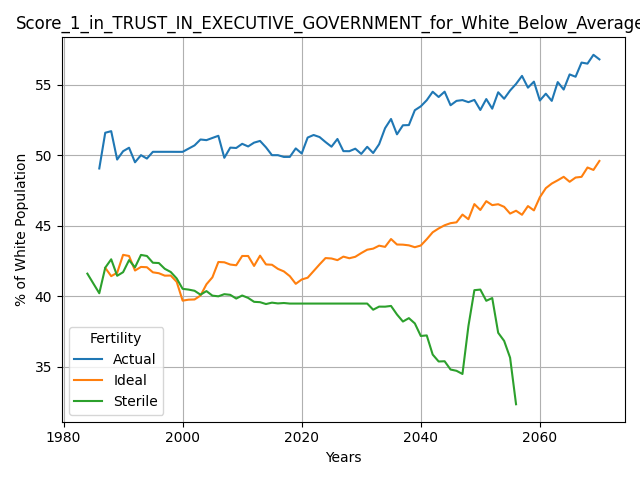 Score_1_in_TRUST_IN_EXECUTIVE_GOVERNMENT_for_White_Below_Average
% of White Population
55
50
45
40
35
Fertility
Actual
Ideal
Sterile
1980
2000
2020
2040
2060
Years